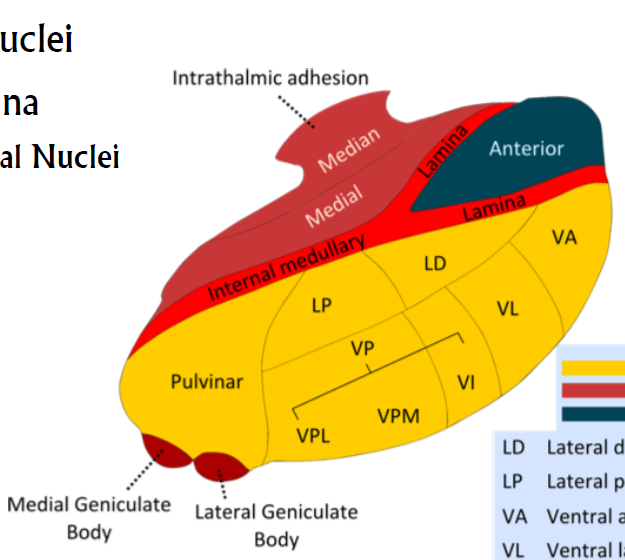 uclei
na
al Nuclei
Intrathalmic adhesion
Median
Lamina
Anterior
Medial
Lamina
Internal medullary
VA
LD
LP
VL
VP
Pulvinar
VI
VPM
VPL
Medial Geniculate
Body
Lateral Geniculate
Body
LD Lateral d
LP Lateral p
VA Ventral a
VL Ventral la